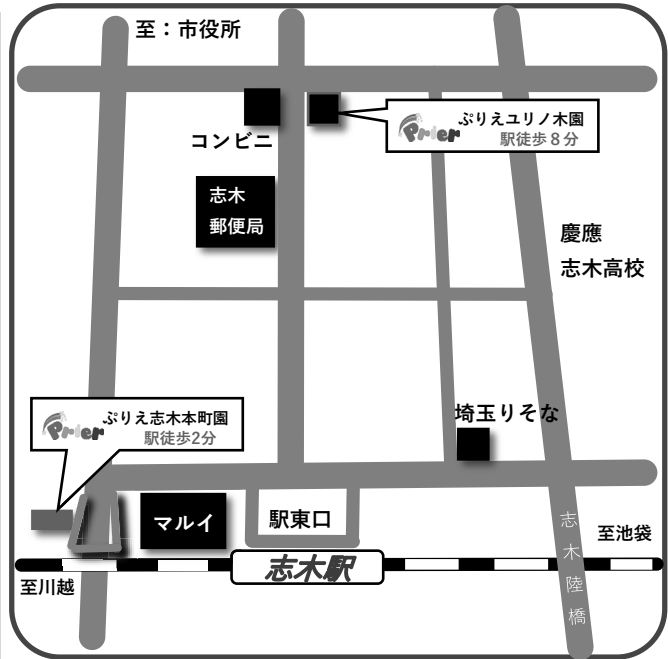 至：市役所
コンビニ
Prier
ぷりえユリノ木園
駅徒歩８分
志木
郵便局
慶應
志木高校
Prier
ぷりえ志木本町園
駅徒歩2分
埼玉りそな
マルイ
駅東口
志木陸橋
至池袋
志木駅
至川越